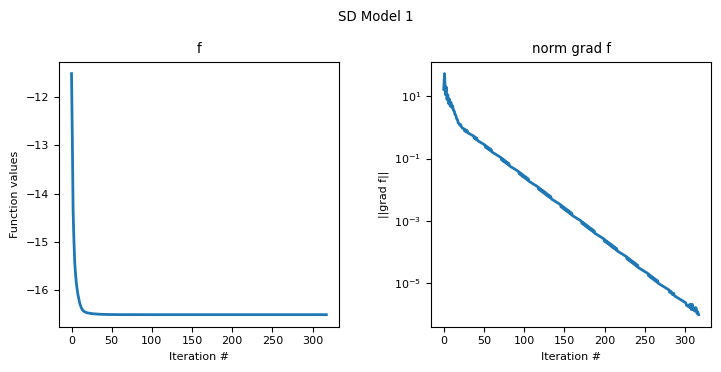 SD Model 1
f
Function values
−12
−13
−14
−15
−16
0 50 100 150 200 250 300
Iteration #
norm grad f
||grad f||
10^1
10^−1
10^−3
10^−5
0 50 100 150 200 250 300
Iteration #